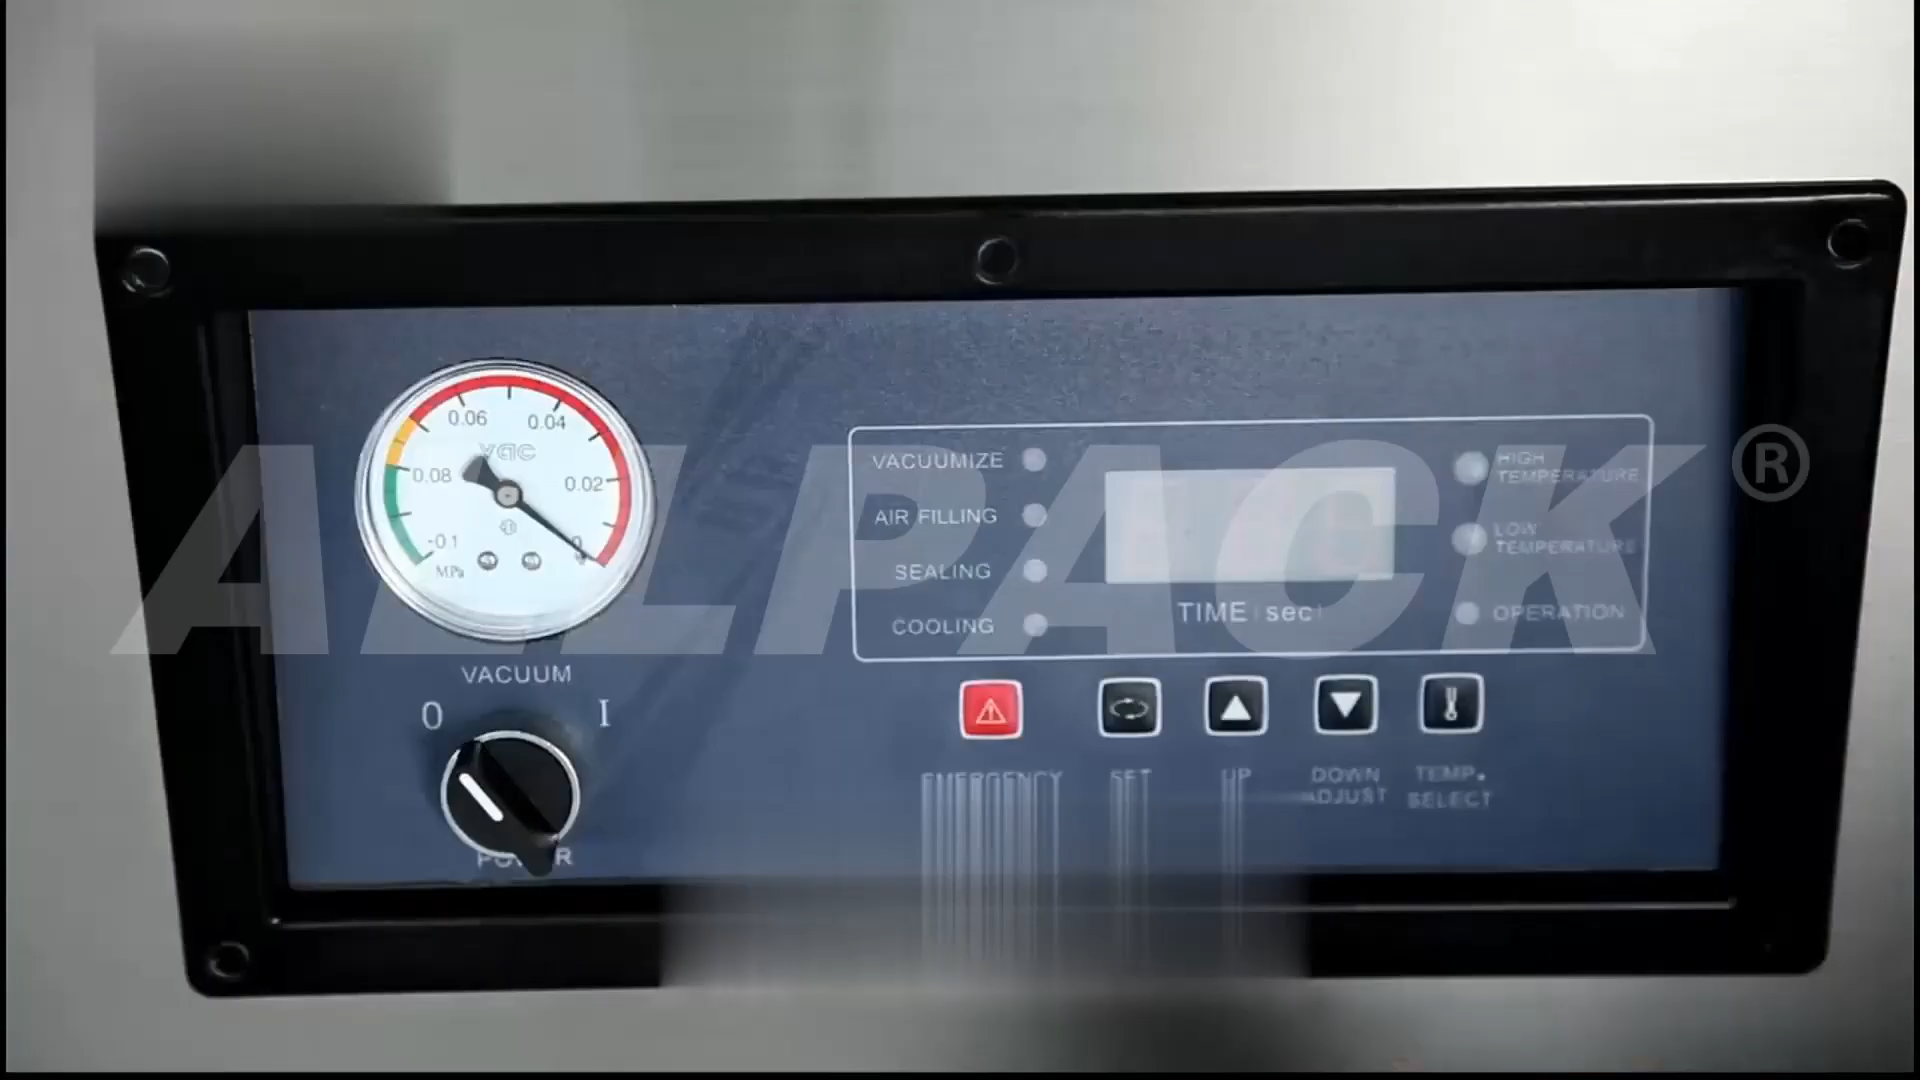 0.06
0.04
vac
0.08
0.02
-0.1
0
MPa
VACUUM
0 I
POWER
VACUUMIZE
AIR FILLING
SEALING
COOLING
TIME(sec)
HIGH
TEMPERATURE
LOW
TEMPERATURE
OPERATION
EMERGENCY
SET
UP
DOWN
ADJUST
TEMP.
SELECT
ALLPACK®